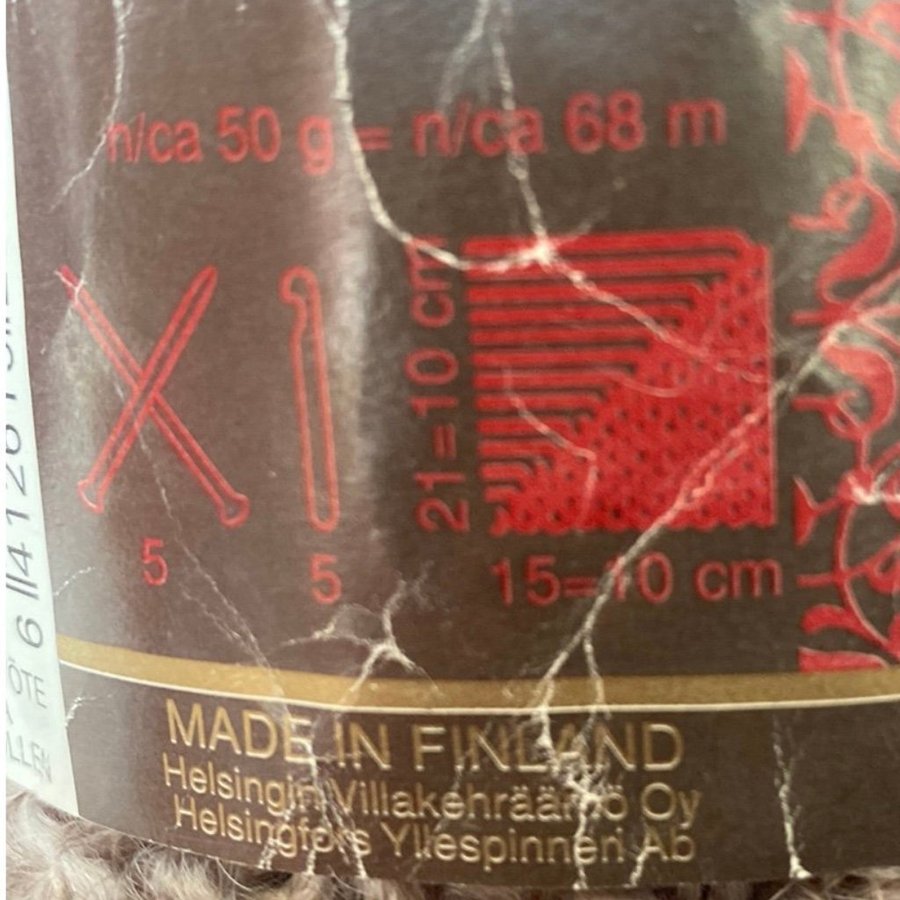 n/ca 50 g = n/ca 68 m
21=10 cm
5
5
15=10 cm
MADE IN FINLAND
Helsingin Villakehräämö Oy
Helsingfors Yllespinneri Ab